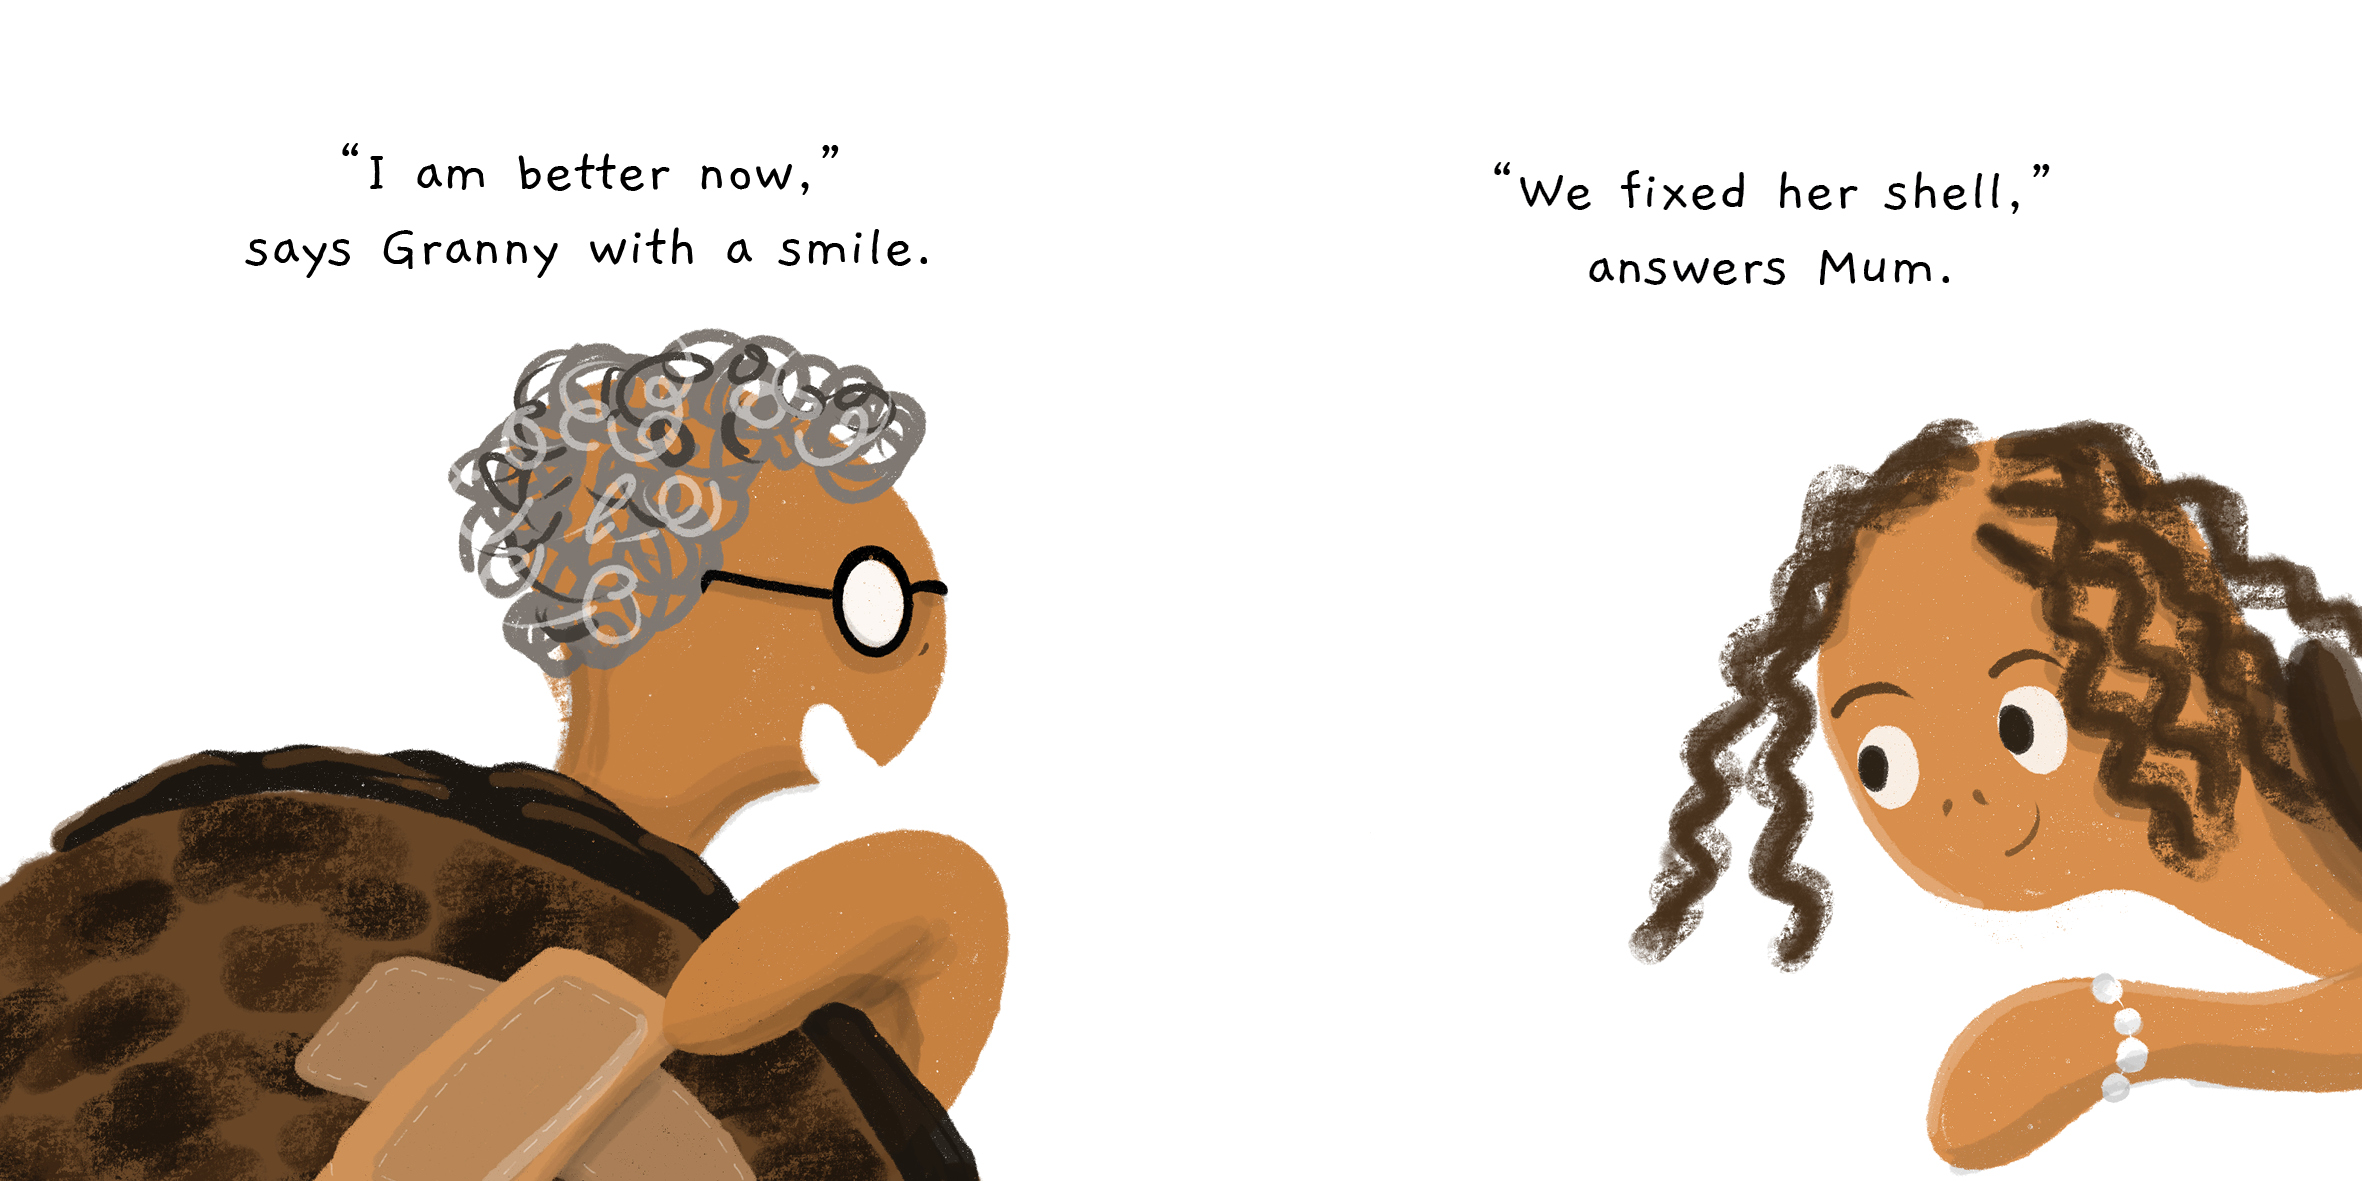 “I am better now,”
says Granny with a smile.
“We fixed her shell,”
answers Mum.